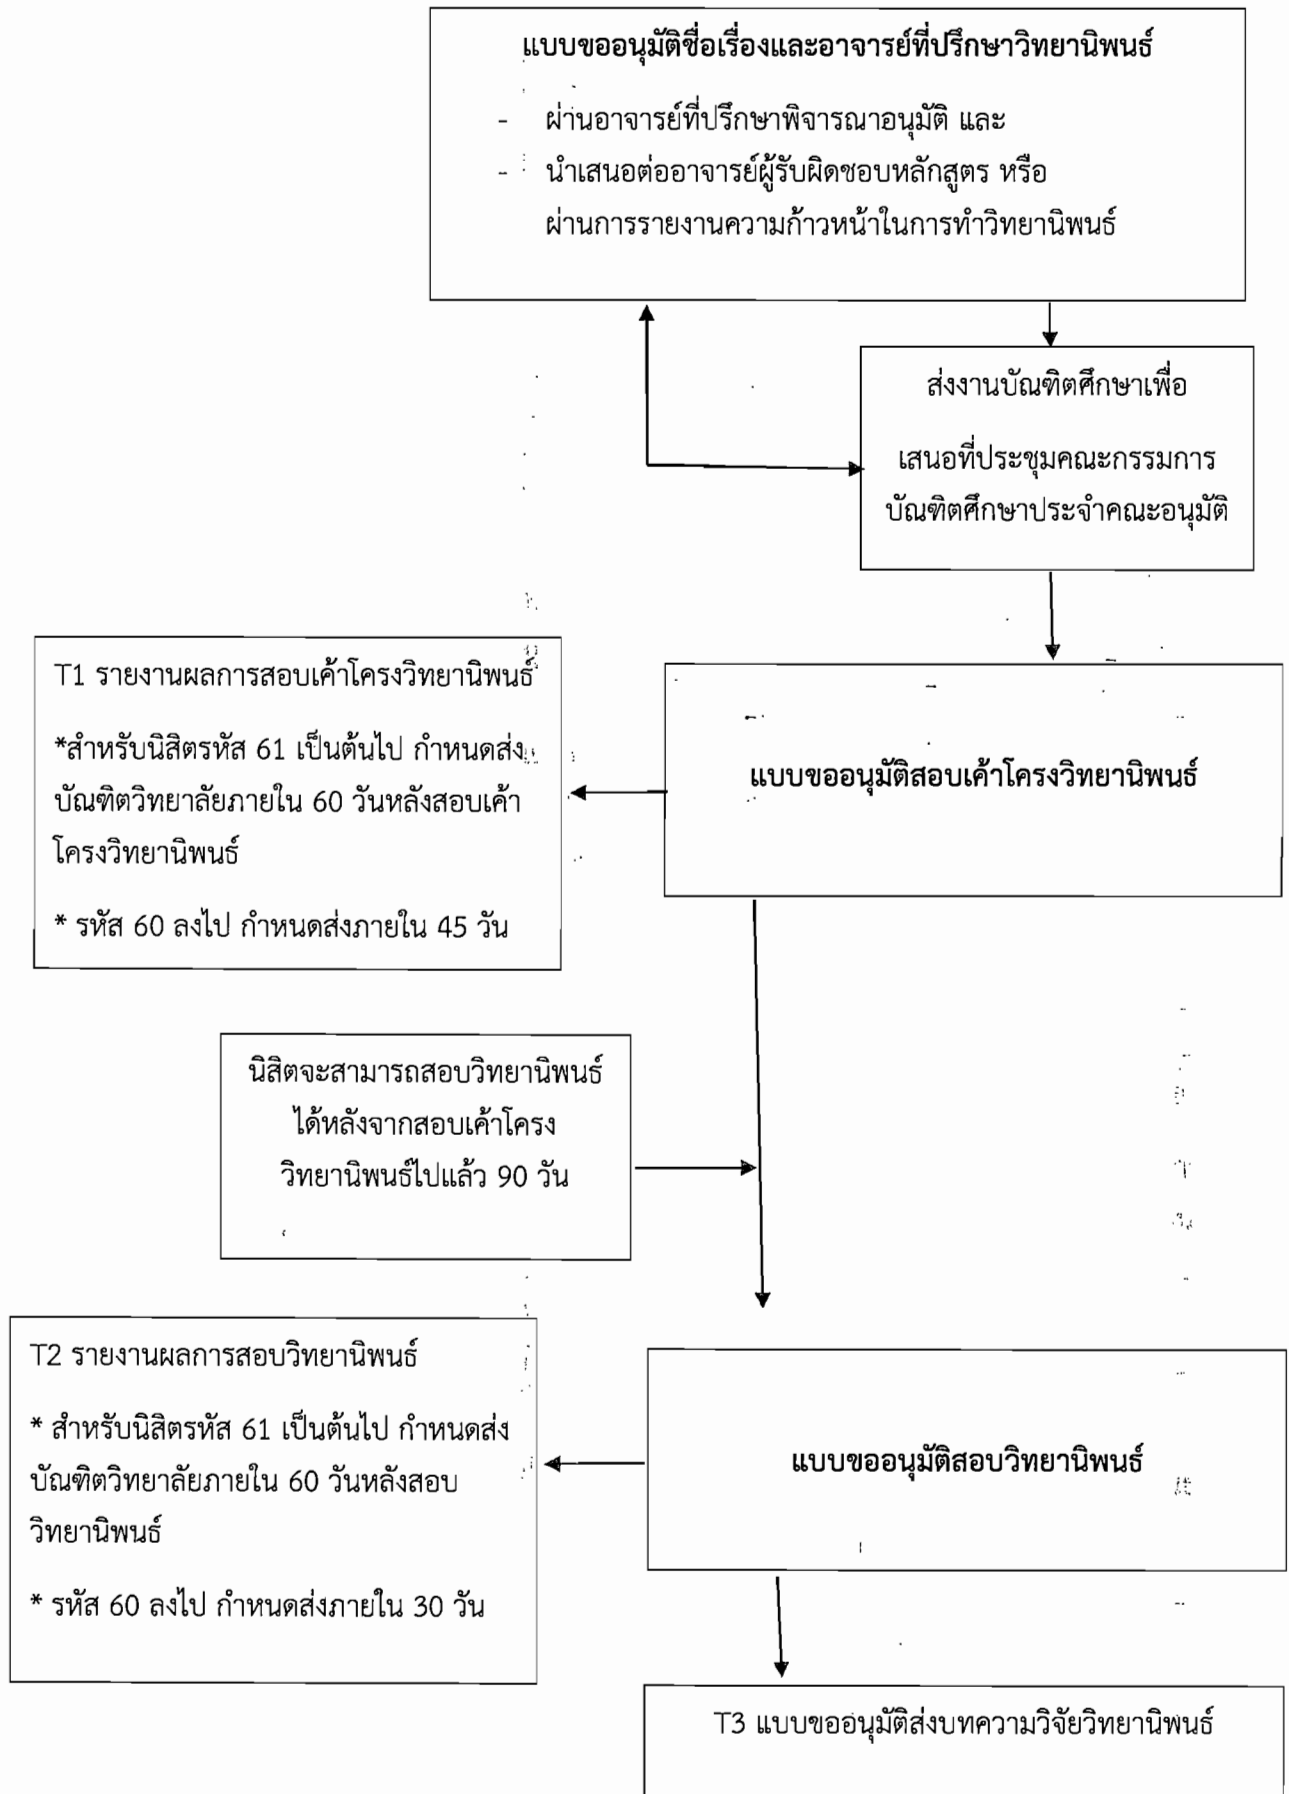 แบบขออนุมัติชื่อเรื่องและอาจารย์ที่ปรึกษาวิทยานิพนธ์
- ผ่านอาจารย์ที่ปรึกษาพิจารณาอนุมัติ และ
- นำเสนอต่ออาจารย์ผู้รับผิดชอบหลักสูตร หรือ
ผ่านการรายงานความก้าวหน้าในการทำวิทยานิพนธ์
ส่งงานบัณฑิตศึกษาเพื่อ
เสนอที่ประชุมคณะกรรมการ
บัณฑิตศึกษาประจำคณะอนุมัติ
T1 รายงานผลการสอบเค้าโครงวิทยานิพนธ์
*สำหรับนิสิตรหัส 61 เป็นต้นไป กำหนดส่ง
บัณฑิตวิทยาลัยภายใน 60 วันหลังสอบเค้า
โครงวิทยานิพนธ์
* รหัส 60 ลงไป กำหนดส่งภายใน 45 วัน
แบบขออนุมัติสอบเค้าโครงวิทยานิพนธ์
นิสิตจะสามารถสอบวิทยานิพนธ์
ได้หลังจากสอบเค้าโครง
วิทยานิพนธ์ไปแล้ว 90 วัน
T2 รายงานผลการสอบวิทยานิพนธ์
* สำหรับนิสิตรหัส 61 เป็นต้นไป กำหนดส่ง
บัณฑิตวิทยาลัยภายใน 60 วันหลังสอบ
วิทยานิพนธ์
* รหัส 60 ลงไป กำหนดส่งภายใน 30 วัน
แบบขออนุมัติสอบวิทยานิพนธ์
T3 แบบขออนุมัติส่งบทความวิจัยวิทยานิพนธ์